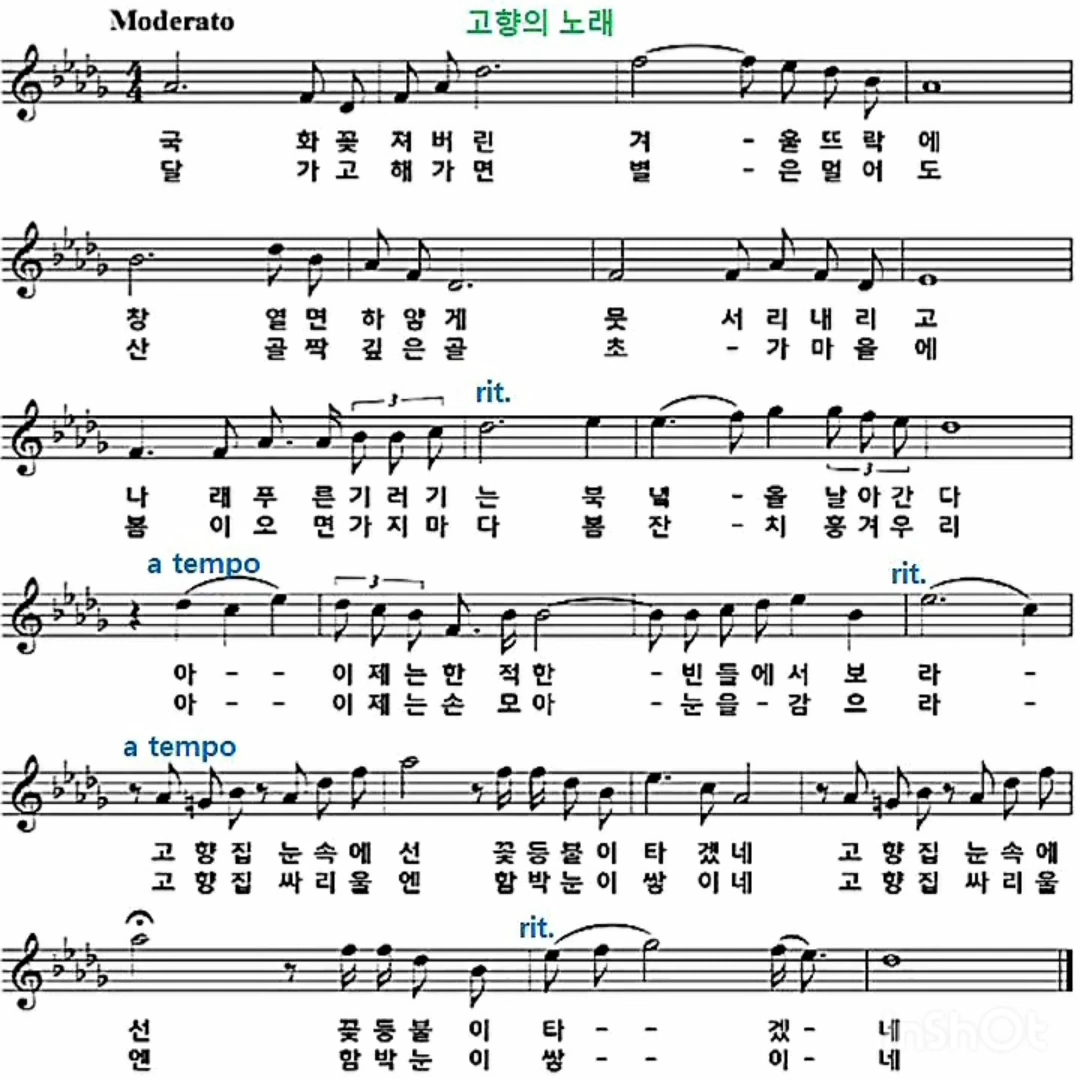 Moderato 고향의 노래
국 화꽃 져버린 겨 - 울뜨락에
달 가고 해가면 별 - 은멀어도
창 열면 하얌게 뭇 서리내리고
산 골짝 깊은골 초 - 가마을에
3 rit. 3
나 래푸 른기러기 는 북 녘 - 을 날아간 다
봄 이오 면가지마 다 봄 잔 - 치 흥겨우 리
a tempo 3 rit.
아 - - 이제는한 적한 - 빈들에서 보 라 -
아 - - 이제는손 모아 - 눈을-감으 라 -
a tempo
고향집 눈속에 선 꽃등불이 타 겠네 고향집 눈속에
고향집 싸리울 엔 함박눈이 쌓 이네 고향집 싸리울
rit.
선 꽃등불이 타 - - 겠 - 네
엔 함박눈이 쌓 - - 이 - 네
InShOt